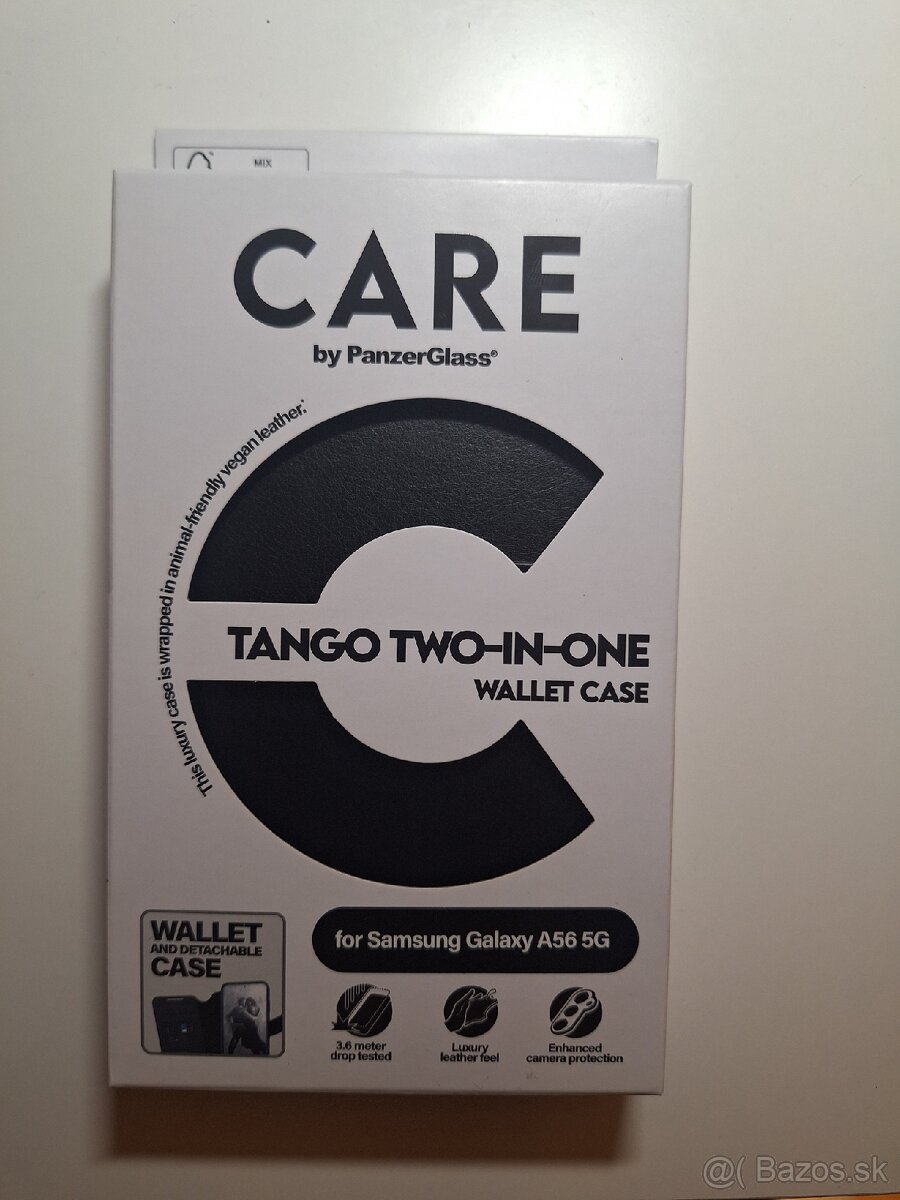 MIX
CARE
by PanzerGlass®
This luxury case is wrapped in animal-friendly vegan leather.*
TANGO TWO-IN-ONE
WALLET CASE
WALLET
AND DETACHABLE
CASE
for Samsung Galaxy A56 5G
3.6 meter
drop tested
Luxury
leather feel
Enhanced
camera protection
@( Bazos.sk